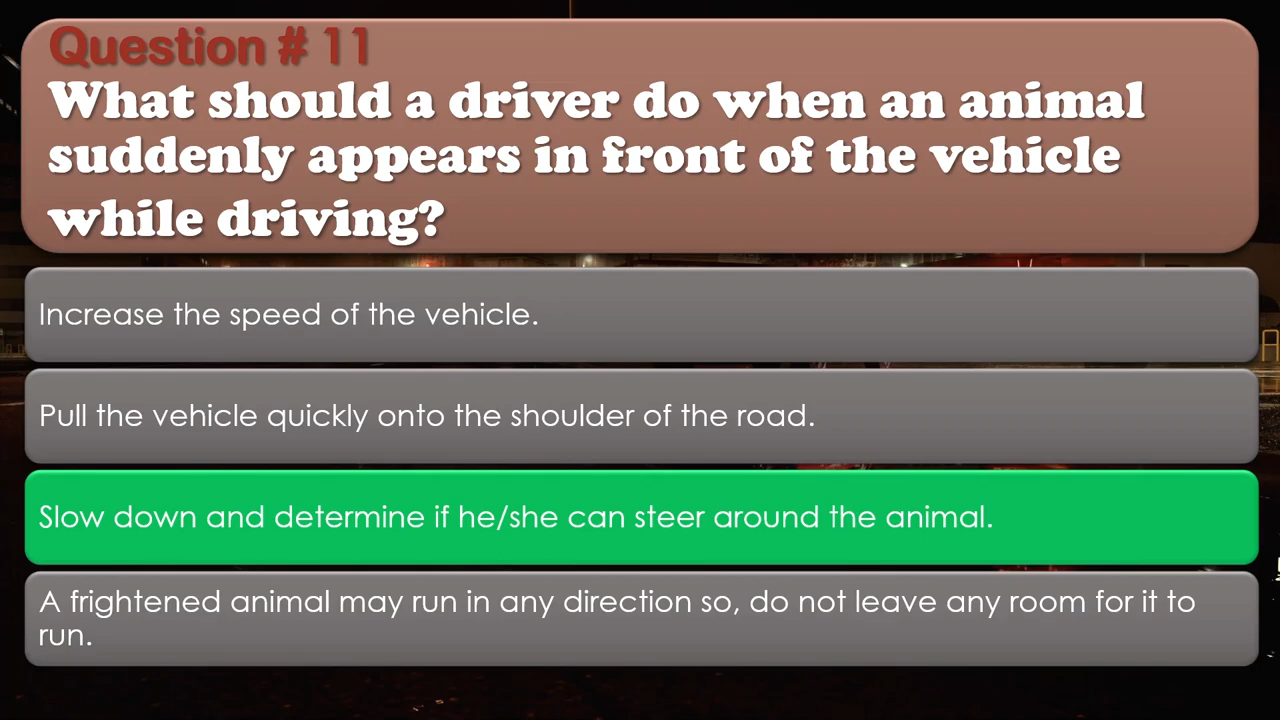 Question # 11
What should a driver do when an animal
suddenly appears in front of the vehicle
while driving?
Increase the speed of the vehicle.
Pull the vehicle quickly onto the shoulder of the road.
Slow down and determine if he/she can steer around the animal.
A frightened animal may run in any direction so, do not leave any room for it to
run.